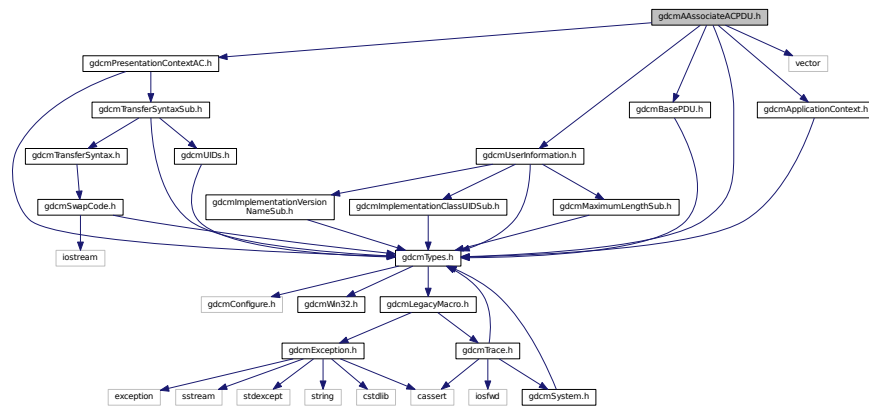 gdcmAAssociateACPDU.h
gdcmPresentationContextAC.h
vector
gdcmTransferSyntaxSub.h
gdcmBasePDU.h
gdcmApplicationContext.h
gdcmTransferSyntax.h
gdcmUIDs.h
gdcmUserInformation.h
gdcmSwapCode.h
gdcmImplementationVersion
NameSub.h
gdcmImplementationClassUIDSub.h
gdcmMaximumLengthSub.h
iostream
gdcmTypes.h
gdcmConfigure.h
gdcmWin32.h
gdcmLegacyMacro.h
gdcmException.h
gdcmTrace.h
exception
sstream
stdexcept
string
cstdlib
cassert
iosfwd
gdcmSystem.h